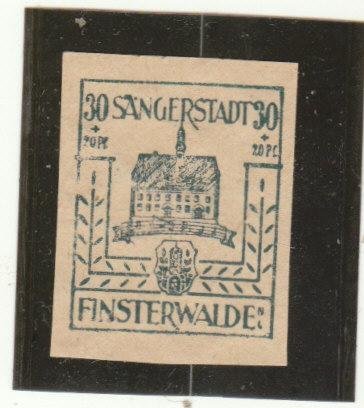 30 SÄNGERSTADT 30
+ +
20 Pf. 20 Pf.
FINSTERWALDE N.L.